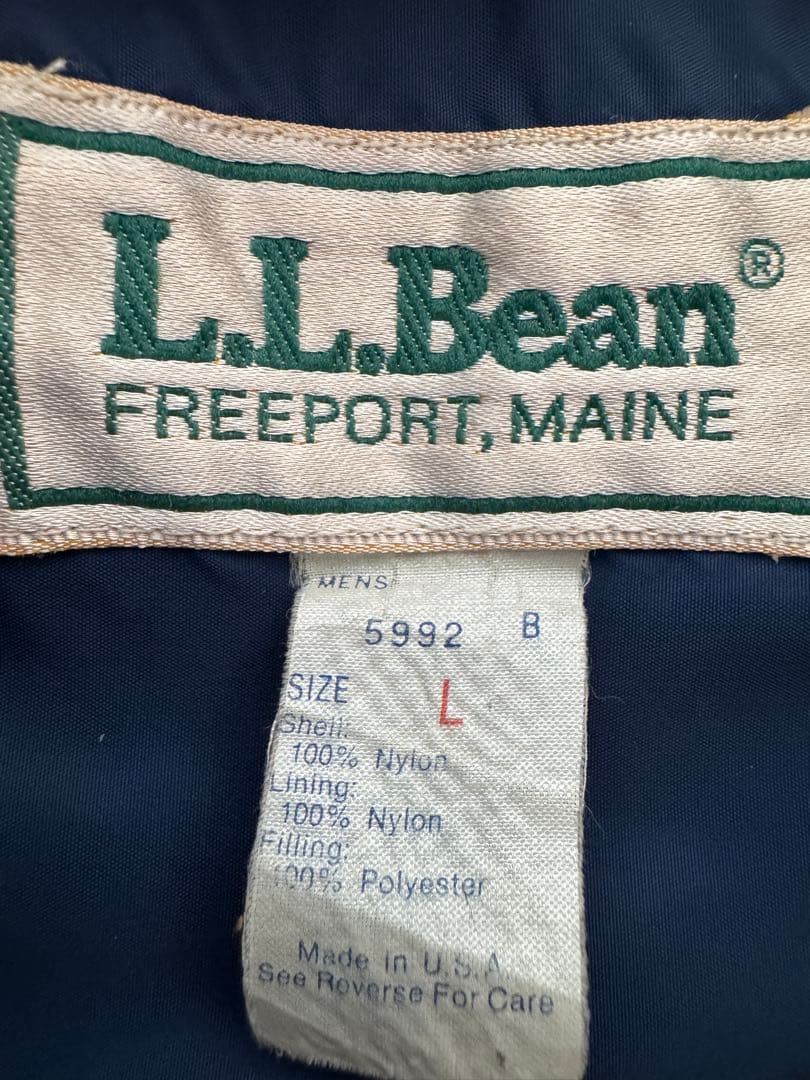 L.L.Bean®
FREEPORT, MAINE
MENS
5992 B
SIZE L
Shell:
100% Nylon
Lining:
100% Nylon
Filling:
100% Polyester
Made in U.S.A.
See Reverse For Care